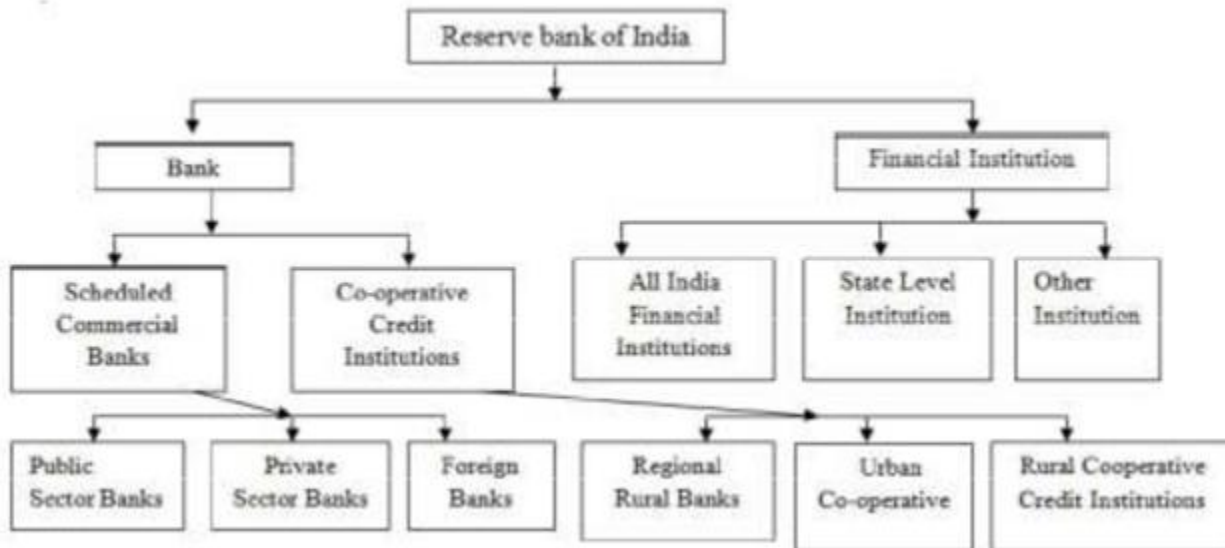 Reserve bank of India
Bank
Financial Institution
Scheduled
Commercial
Banks
Co-operative
Credit
Institutions
All India
Financial
Institutions
State Level
Institution
Other
Institution
Public
Sector Banks
Private
Sector Banks
Foreign
Banks
Regional
Rural Banks
Urban
Co-operative
Rural Cooperative
Credit Institutions